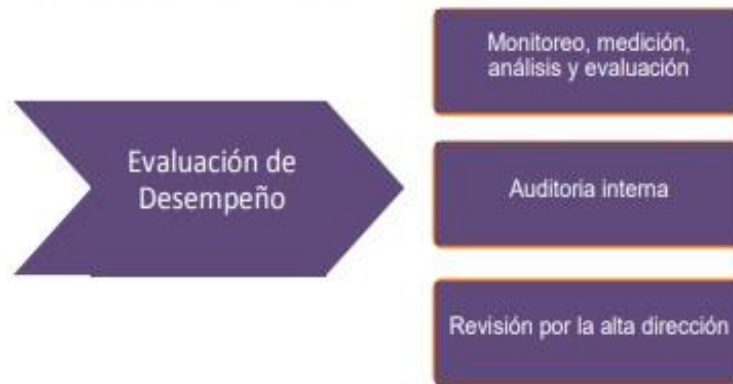 Evaluación de
Desempeño
Monitoreo, medición,
análisis y evaluación
Auditoria interna
Revisión por la alta dirección